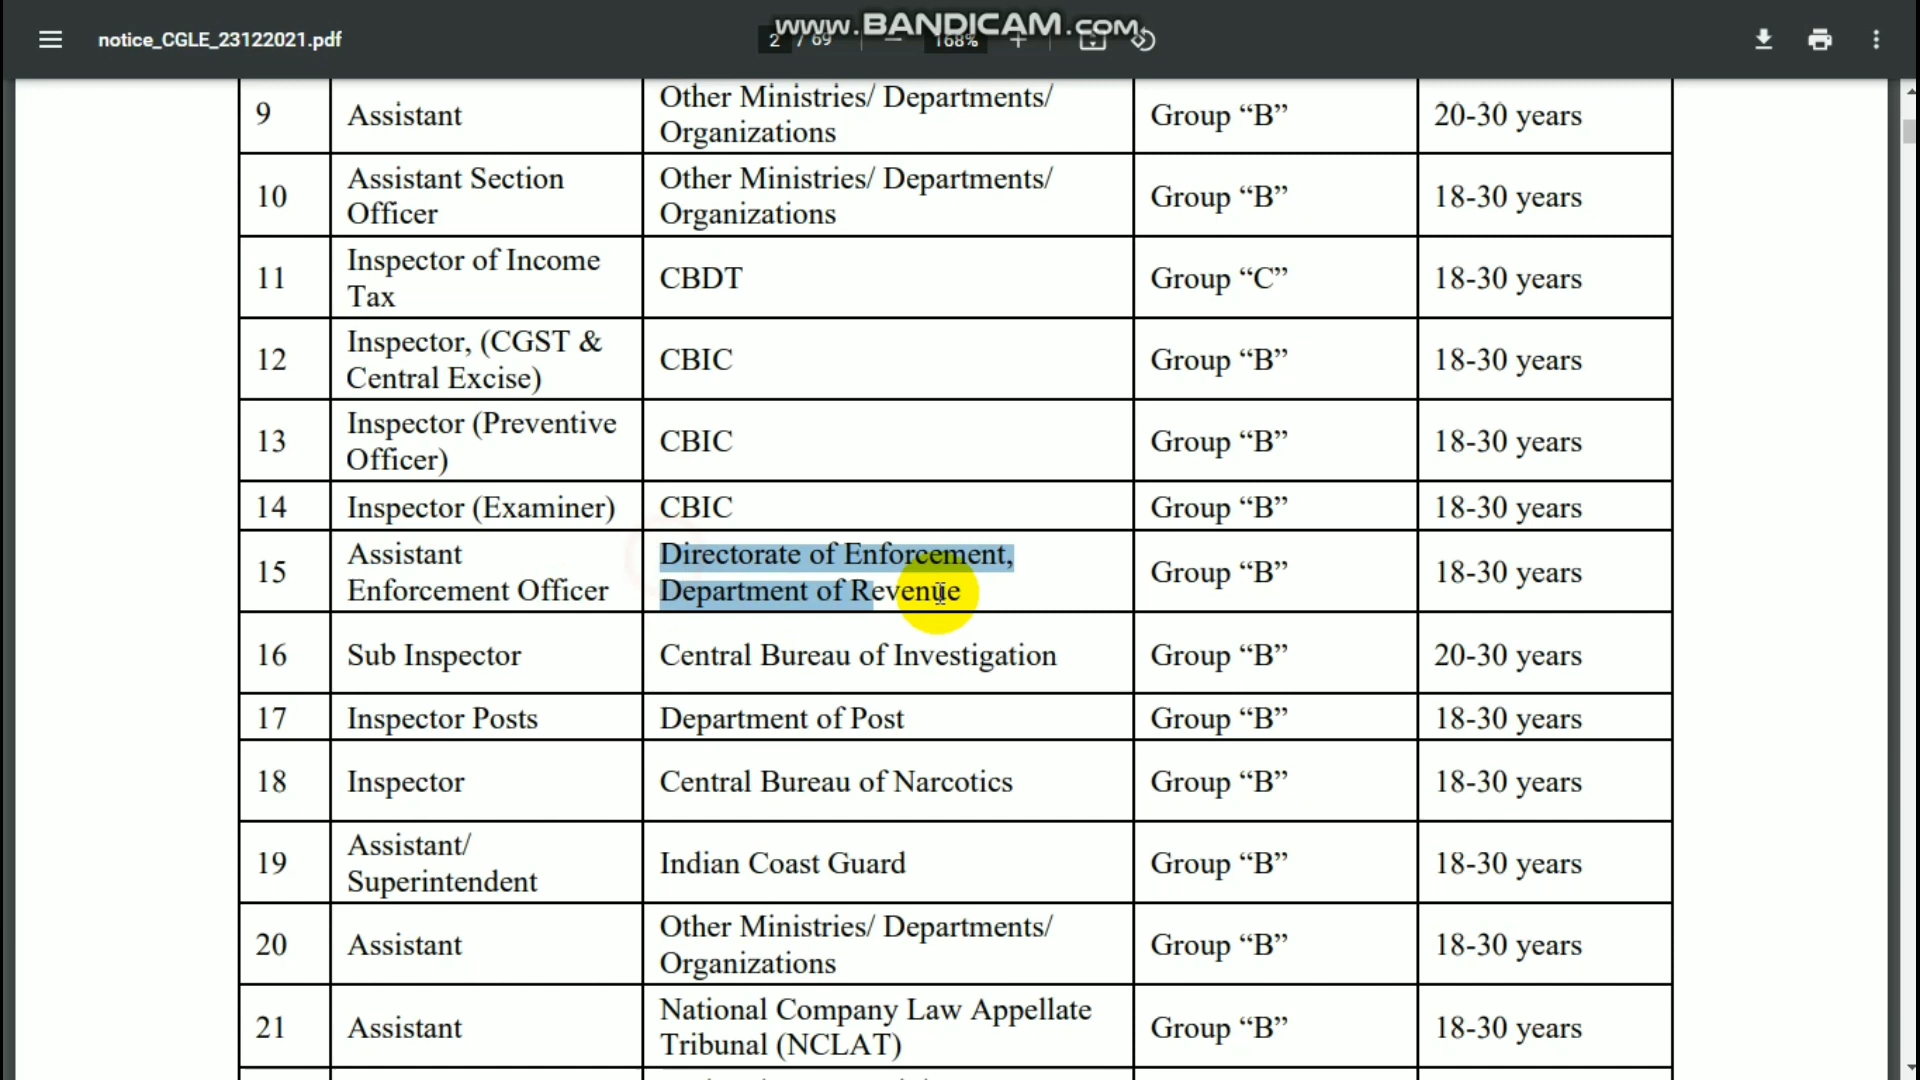 www.BANDICAM.com
notice_CGLE_23122021.pdf
2 / 69
168%
9 Assistant Other Ministries/ Departments/ Organizations Group “B” 20-30 years
10 Assistant Section Officer Other Ministries/ Departments/ Organizations Group “B” 18-30 years
11 Inspector of Income Tax CBDT Group “C” 18-30 years
12 Inspector, (CGST & Central Excise) CBIC Group “B” 18-30 years
13 Inspector (Preventive Officer) CBIC Group “B” 18-30 years
14 Inspector (Examiner) CBIC Group “B” 18-30 years
15 Assistant Enforcement Officer Directorate of Enforcement, Department of Revenue Group “B” 18-30 years
16 Sub Inspector Central Bureau of Investigation Group “B” 20-30 years
17 Inspector Posts Department of Post Group “B” 18-30 years
18 Inspector Central Bureau of Narcotics Group “B” 18-30 years
19 Assistant/ Superintendent Indian Coast Guard Group “B” 18-30 years
20 Assistant Other Ministries/ Departments/ Organizations Group “B” 18-30 years
21 Assistant National Company Law Appellate Tribunal (NCLAT) Group “B” 18-30 years